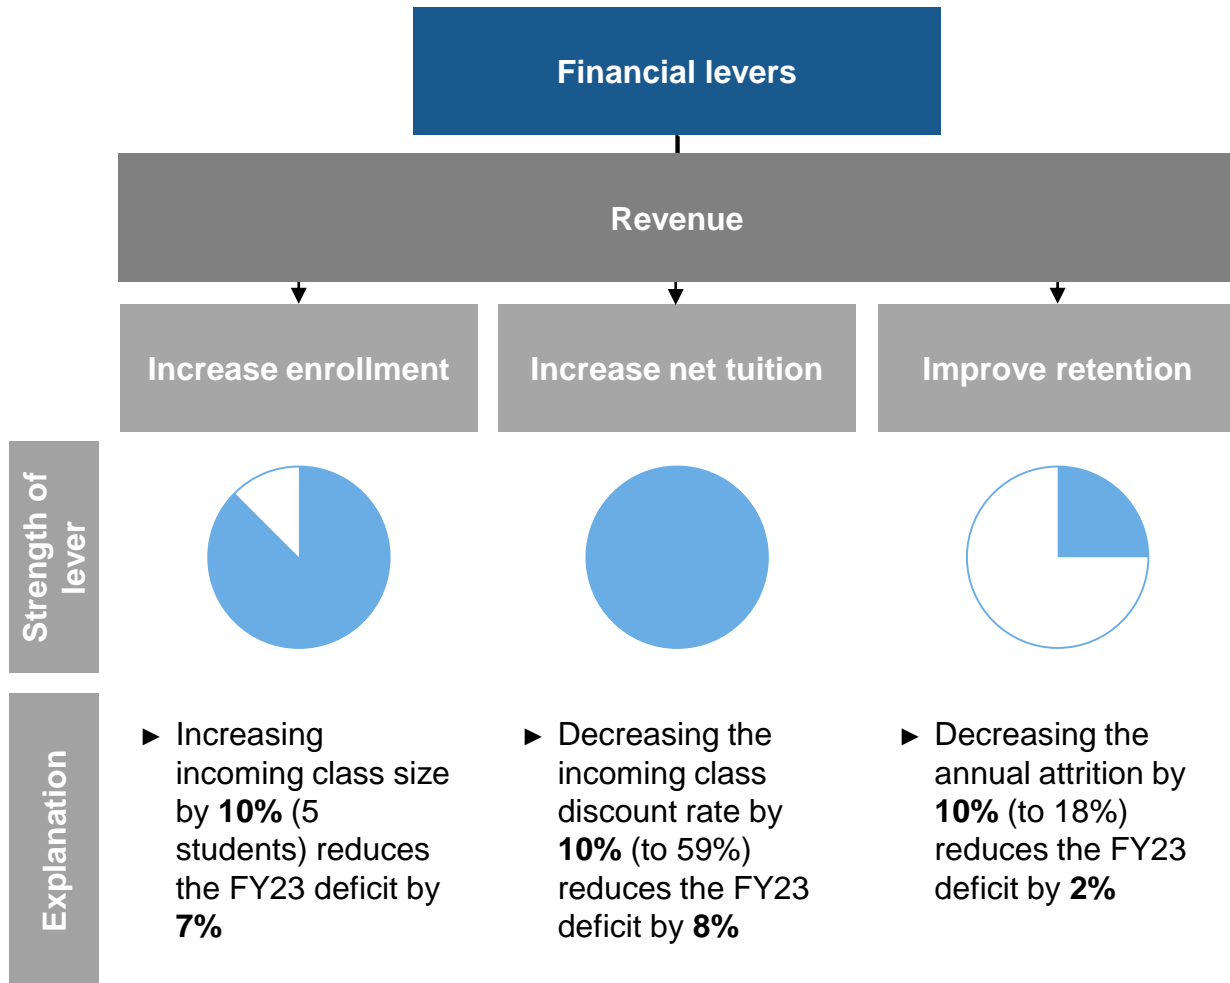 Financial levers
Revenue
Increase enrollment
Increase net tuition
Improve retention
Strength of
lever
Explanation
► Increasing
incoming class size
by 10% (5
students) reduces
the FY23 deficit by
7%
► Decreasing the
incoming class
discount rate by
10% (to 59%)
reduces the FY23
deficit by 8%
► Decreasing the
annual attrition by
10% (to 18%)
reduces the FY23
deficit by 2%